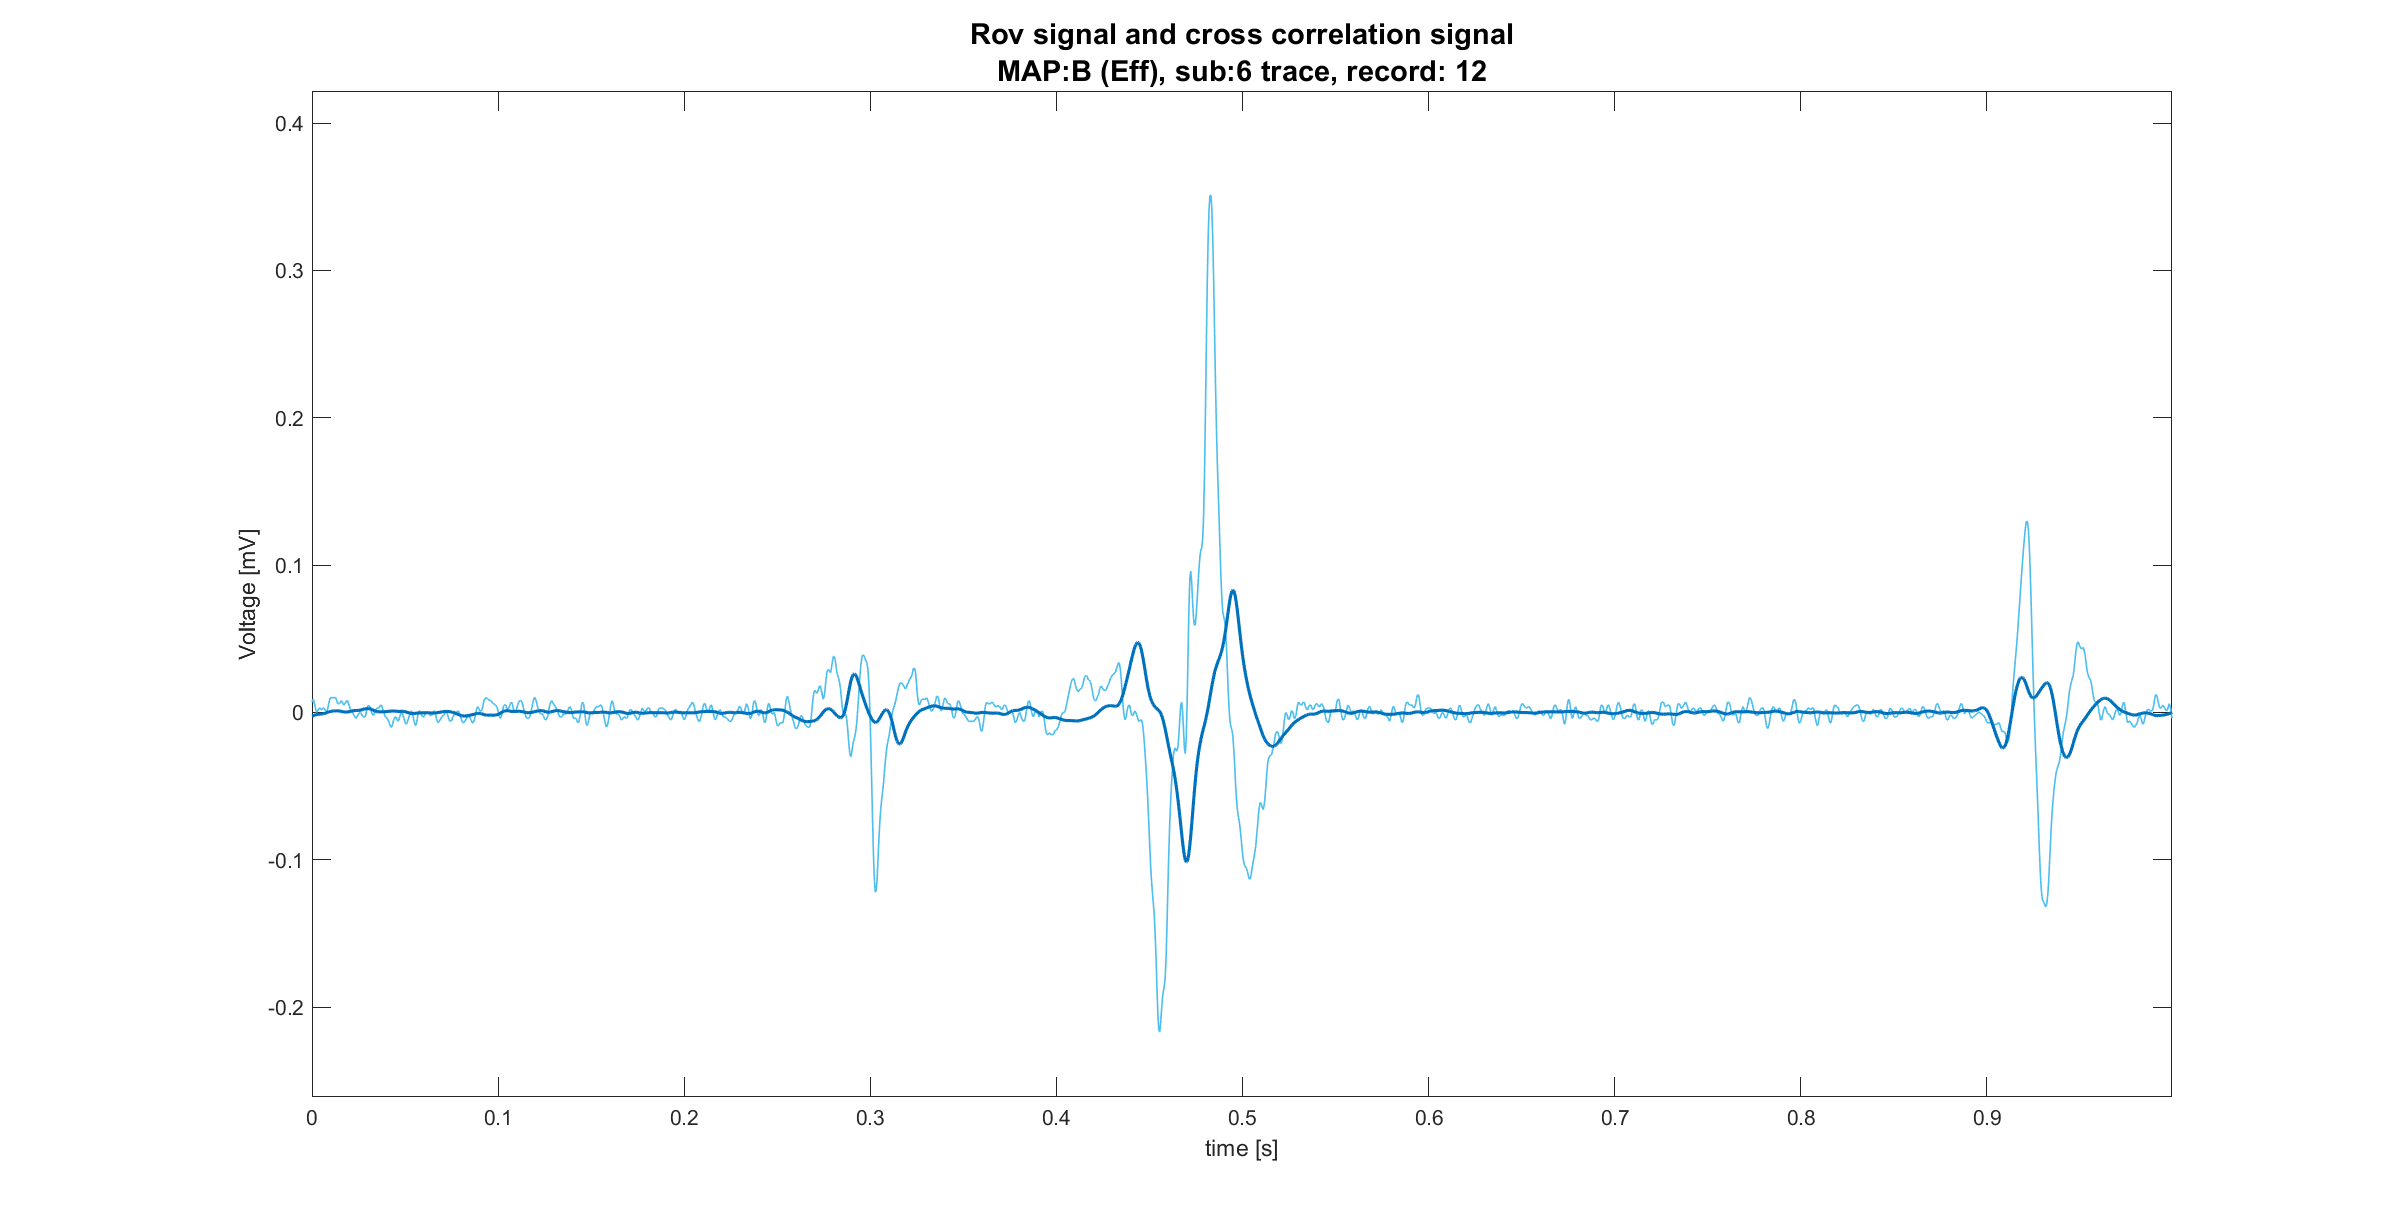 Rov signal and cross correlation signal
MAP:B (Eff), sub:6 trace, record: 12
0.4
0.3
0.2
0.1
0
-0.1
-0.2
Voltage [mV]
0 0.1 0.2 0.3 0.4 0.5 0.6 0.7 0.8 0.9
time [s]